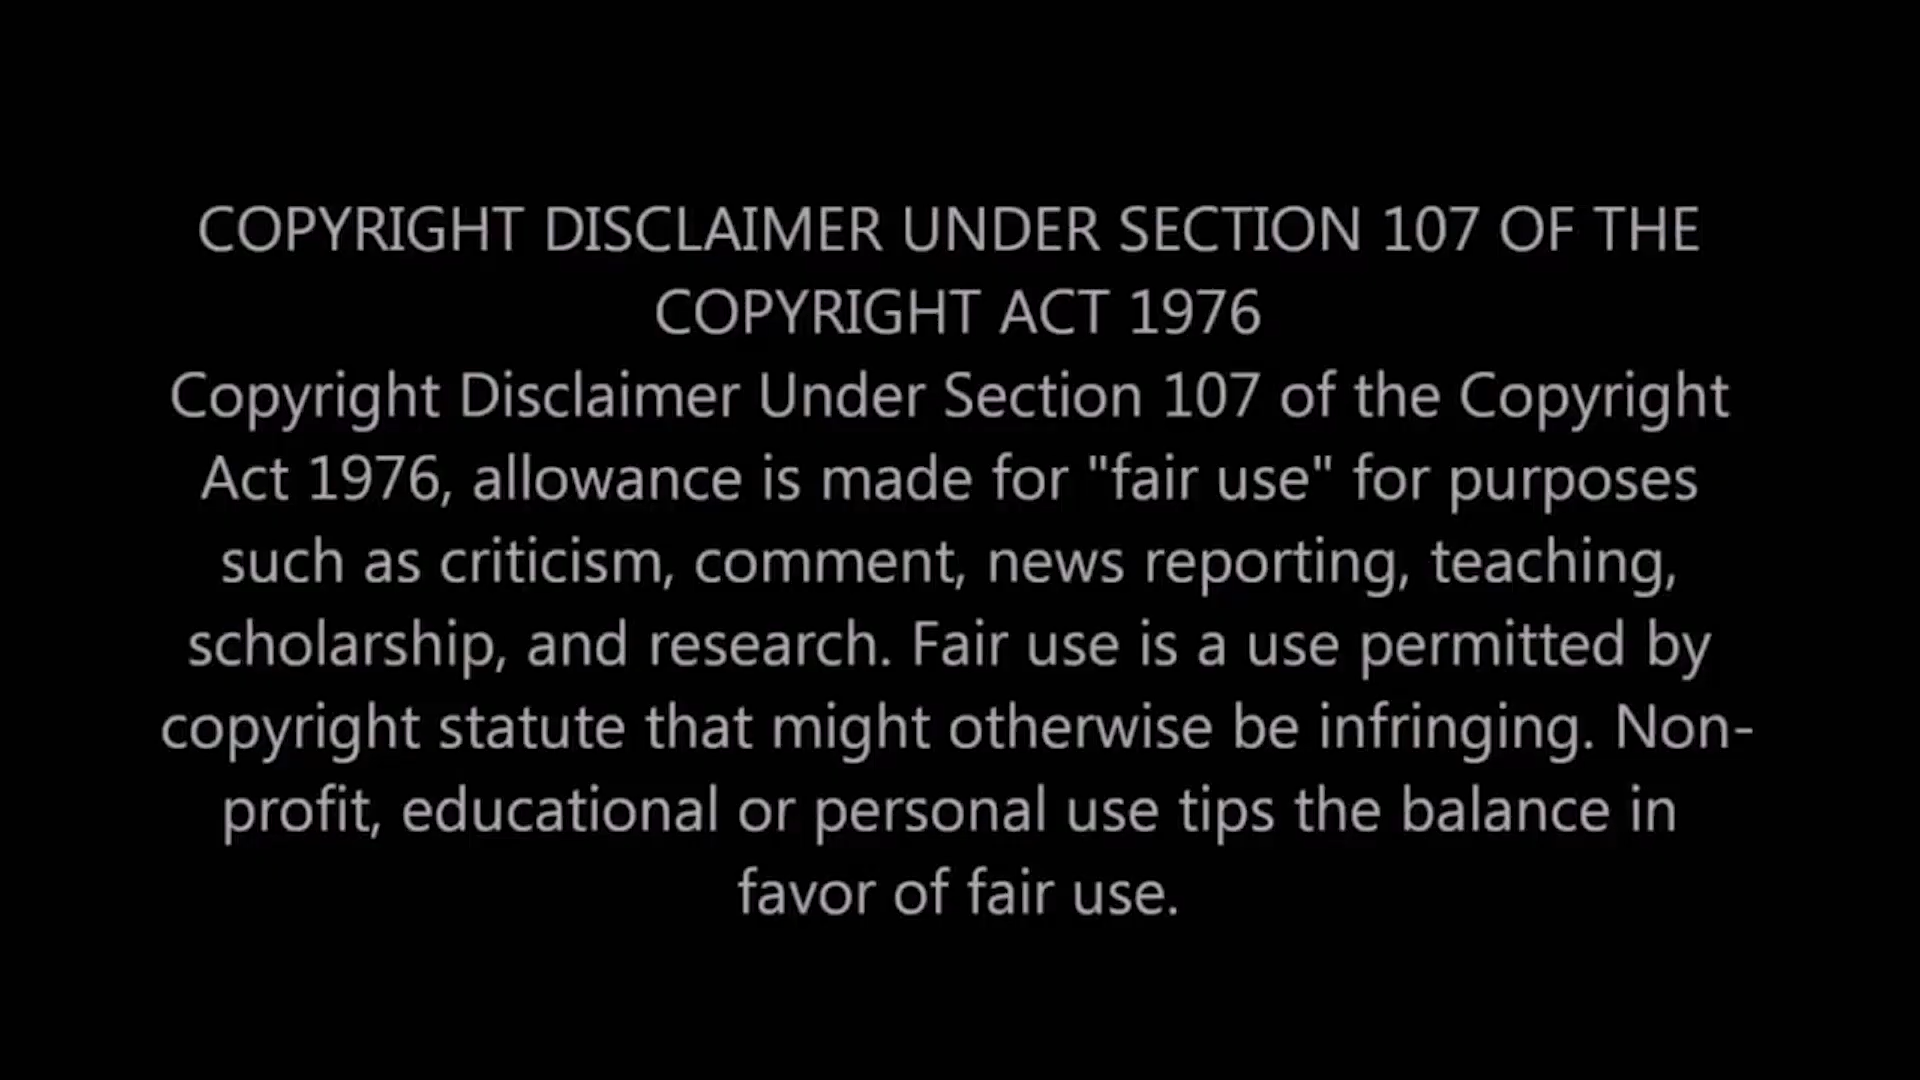 COPYRIGHT DISCLAIMER UNDER SECTION 107 OF THE
COPYRIGHT ACT 1976
Copyright Disclaimer Under Section 107 of the Copyright
Act 1976, allowance is made for "fair use" for purposes
such as criticism, comment, news reporting, teaching,
scholarship, and research. Fair use is a use permitted by
copyright statute that might otherwise be infringing. Non-
profit, educational or personal use tips the balance in
favor of fair use.